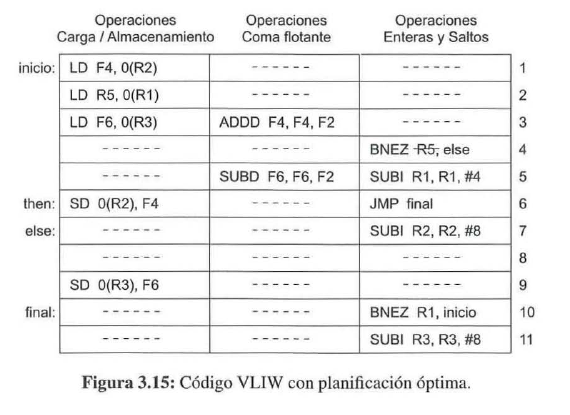 Operaciones Operaciones Operaciones
Carga / Almacenamiento Coma flotante Enteras y Saltos
inicio: LD F4, 0(R2) ------ ------ 1
LD R5, 0(R1) ------ ------ 2
LD F6, 0(R3) ADDD F4, F4, F2 ------ 3
------ ------ BNEZ R5, else 4
------ SUBD F6, F6, F2 SUBI R1, R1, #4 5
then: SD 0(R2), F4 ------ JMP final 6
else: ------ ------ SUBI R2, R2, #8 7
------ ------ ------ 8
SD 0(R3), F6 ------ ------ 9
final: ------ ------ BNEZ R1, inicio 10
------ ------ SUBI R3, R3, #8 11
Figura 3.15: Código VLIW con planificación óptima.